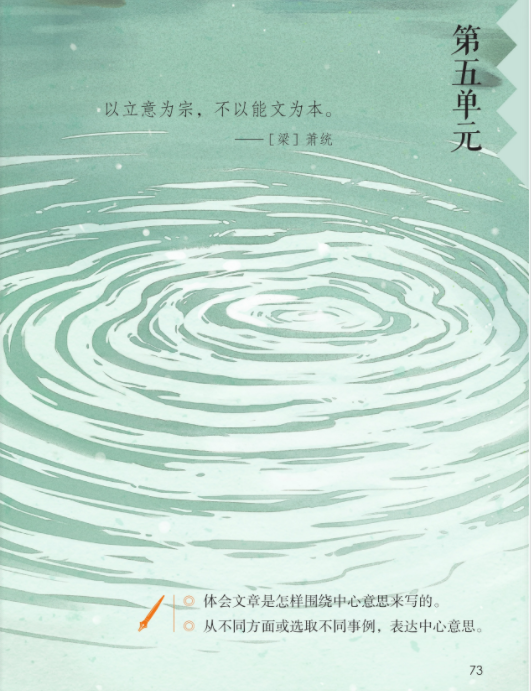 第五单元
以立意为宗，不以能文为本。
——［梁］萧统
体会文章是怎样围绕中心意思来写的。
从不同方面或选取不同事例，表达中心意思。
73